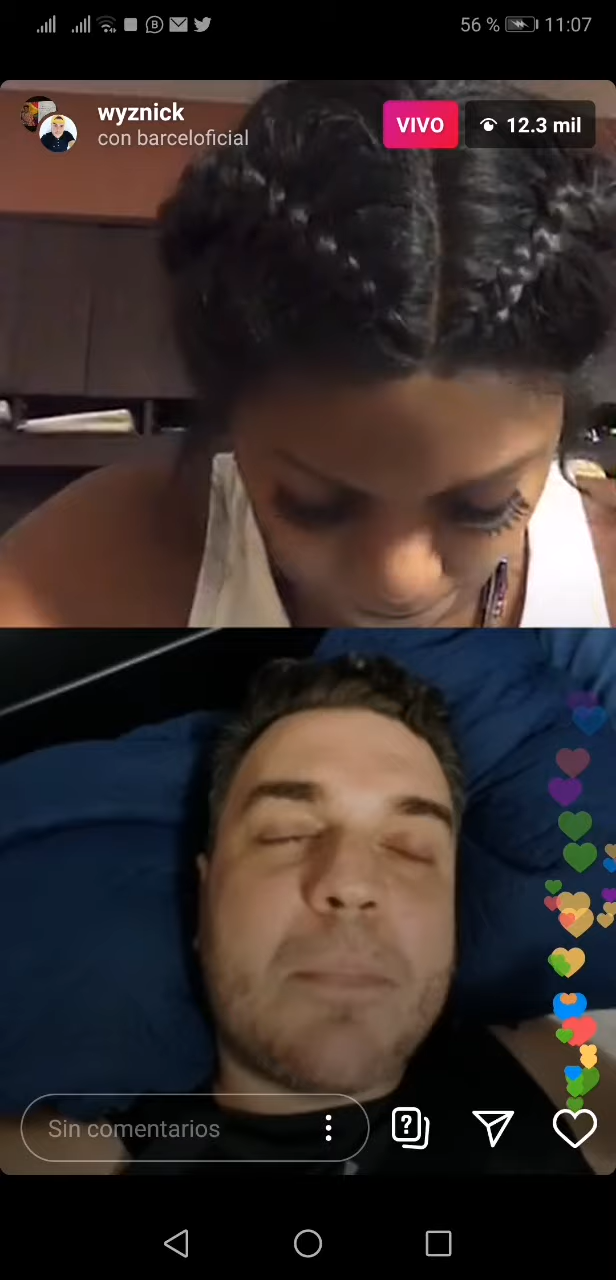 56 % 11:07
wyznick
con barceloficial
VIVO
12.3 mil
Sin comentarios